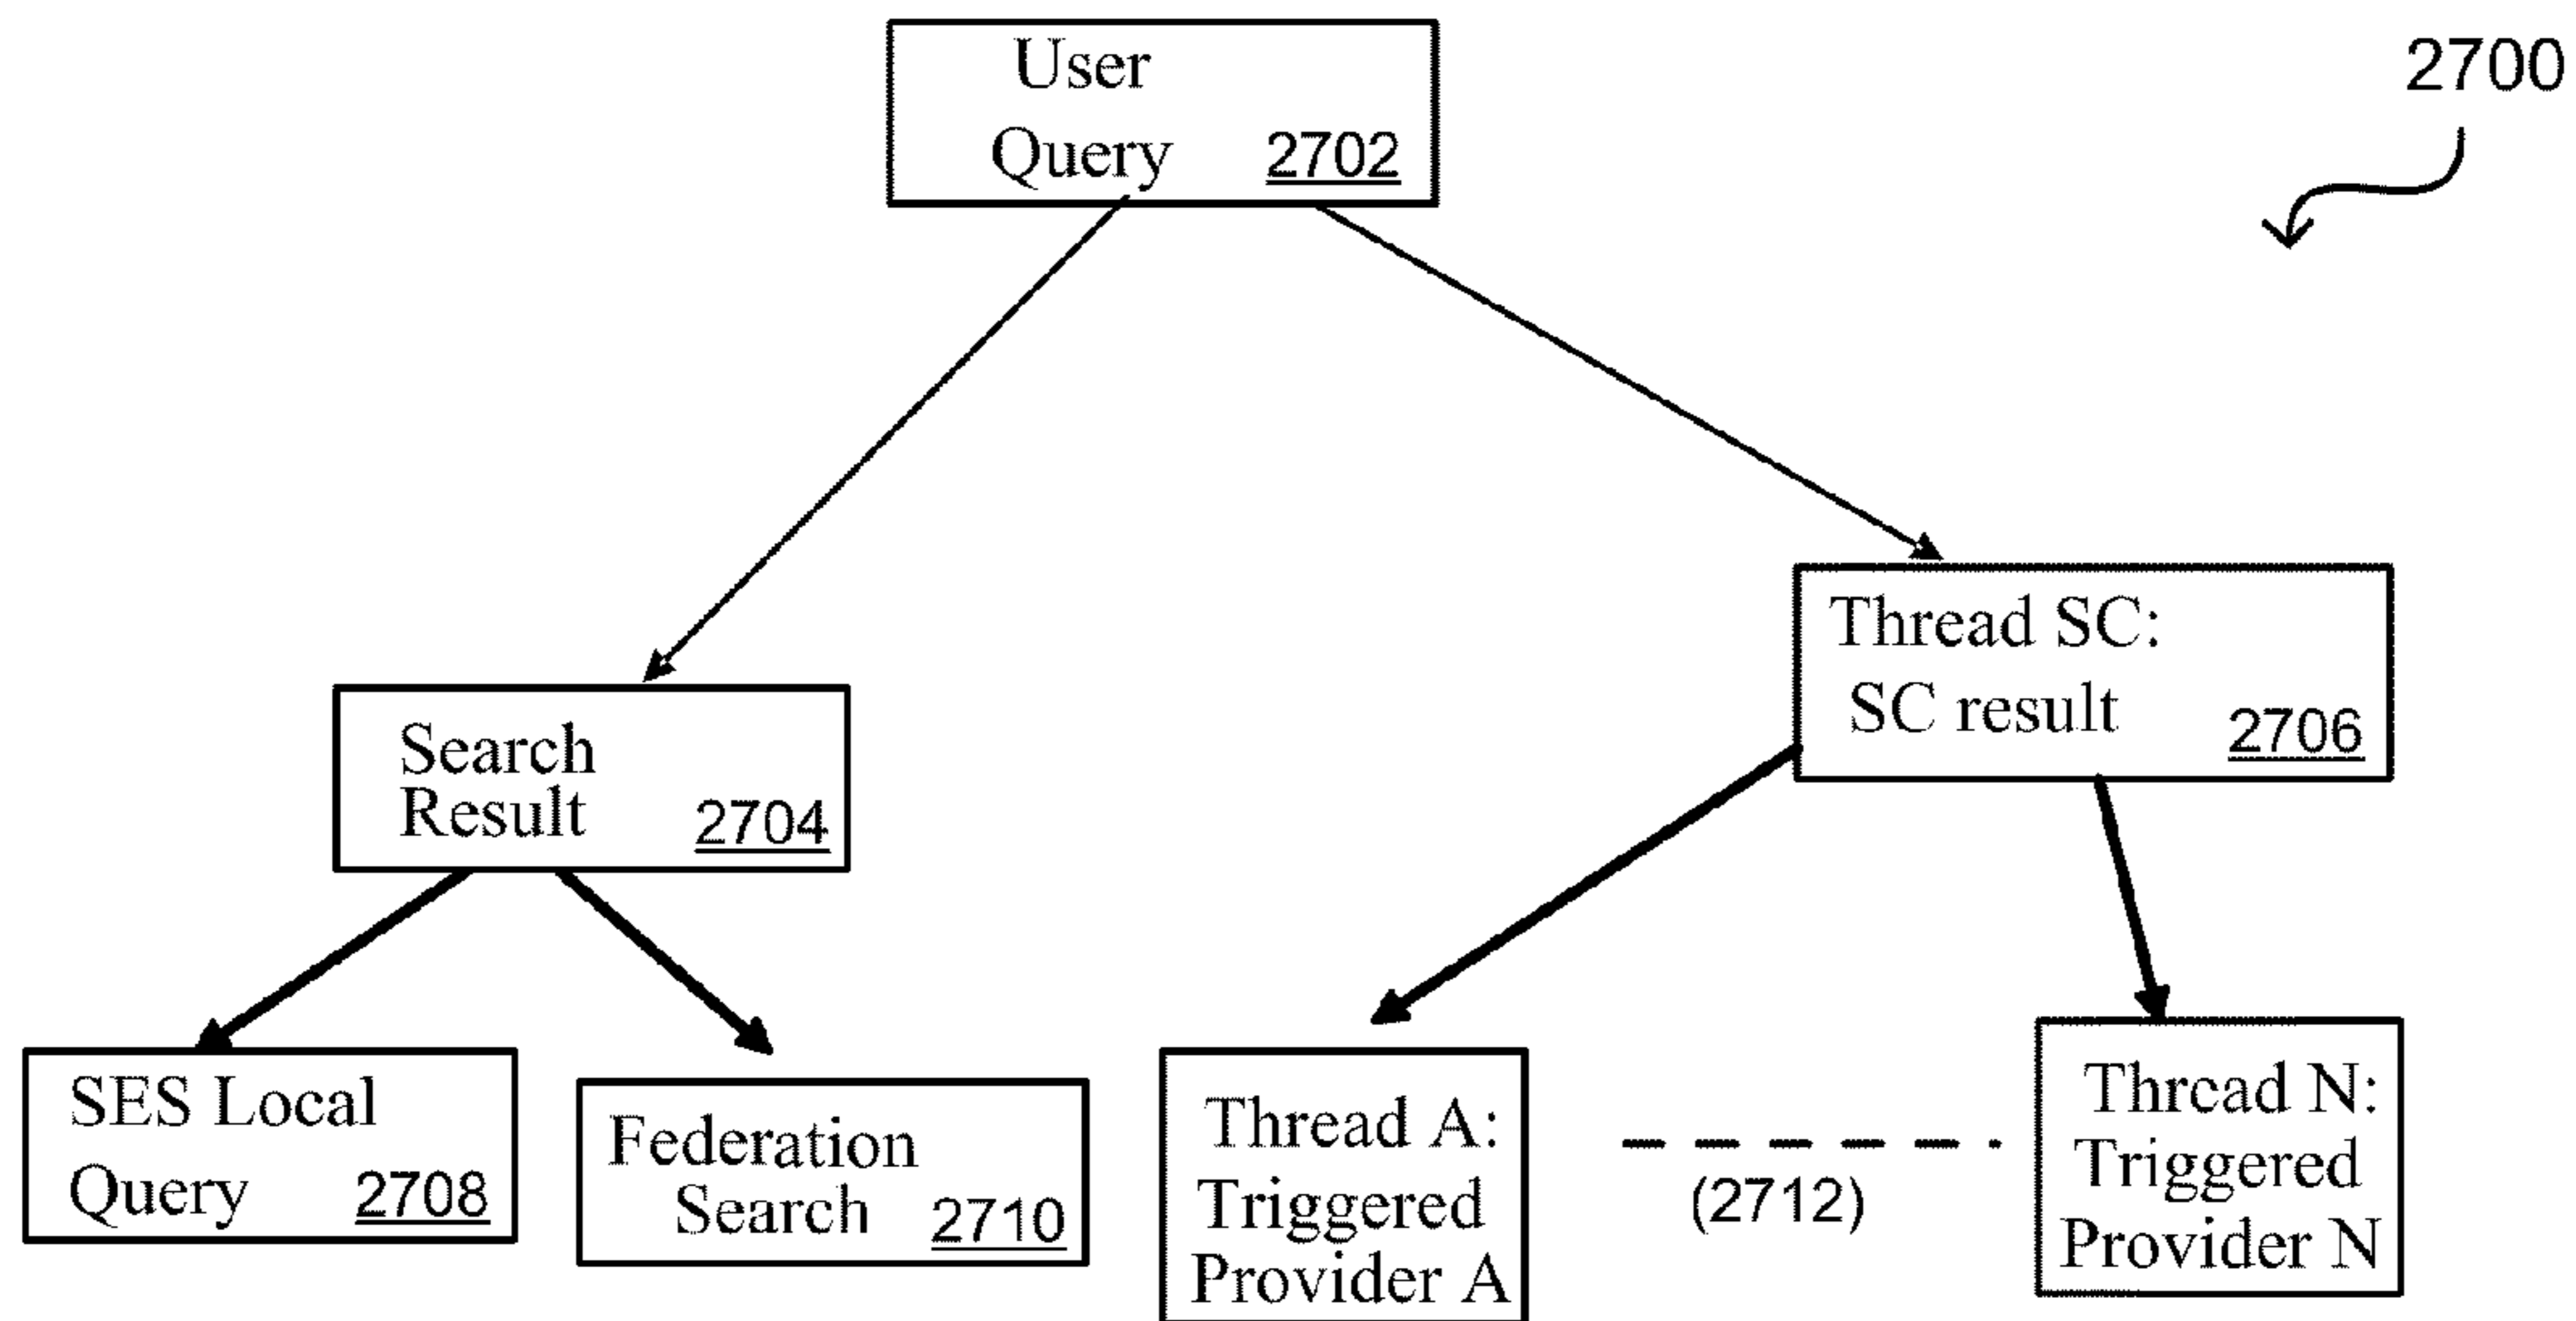 User
Query 2702
2700
Thread SC:
SC result 2706
Search
Result 2704
SES Local
Query 2708
Federation
Search 2710
Thread A:
Triggered
Provider A
(2712)
Thread N:
Triggered
Provider N